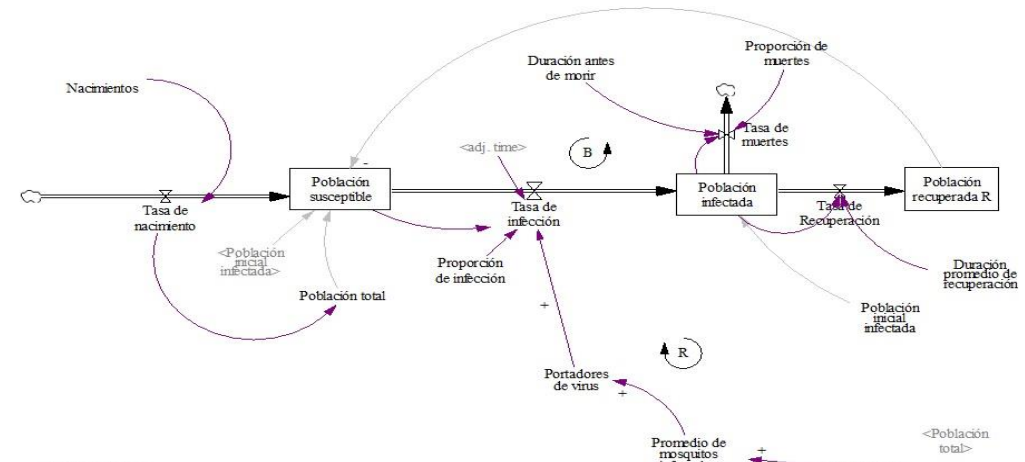 Nacimientos
Duración antes
de morir
Proporción de
muertes
Tasa de
muertes
<adj. time>
B
-
Población
susceptible
Población
infectada
Población
recuperada R
Tasa de
nacimiento
Tasa de
infección
Tasa de
Recuperación
<Población
inicial
infectada>
Proporción
de infección
Duración
promedio de
recuperación
Población total
Población
inicial
infectada
+
R
Portadores
de virus
+
Promedio de
mosquitos
+
<Población
total>